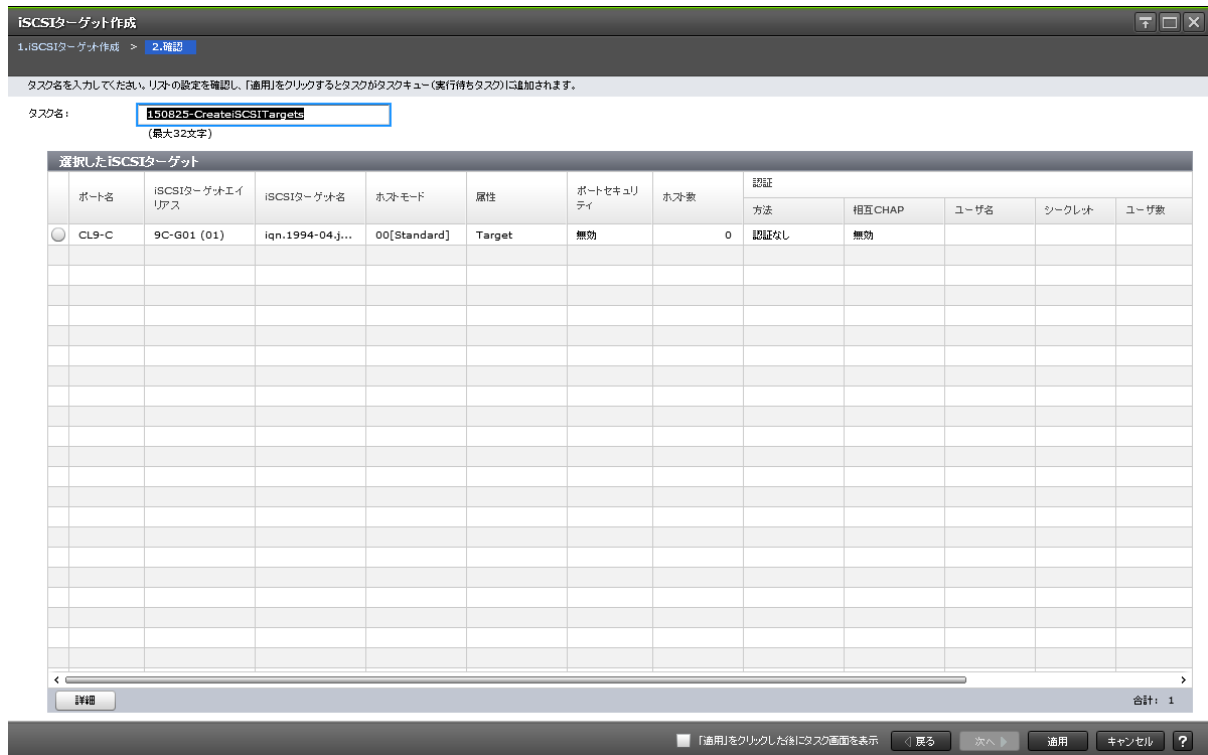 iSCSIターゲット作成
1.iSCSIターゲット作成 > 2.確認
タスク名を入力してください。リストの設定を確認し、「適用」をクリックするとタスクがタスクキュー(実行待ちタスク)に追加されます。
タスク名: 150825-CreateiSCSITargets
(最大32文字)
選択したiSCSIターゲット
ポート名 iSCSIターゲットエイリアス iSCSIターゲット名 ホストモード 属性 ポートセキュリティ ホスト数 認証
方法 相互CHAP ユーザ名 シークレット ユーザ数
CL9-C 9C-G01 (01) iqn.1994-04.j... 00[Standard] Target 無効 0 認証なし 無効
詳細 合計: 1
「適用」をクリックした後にタスク画面を表示 戻る 次へ 適用 キャンセル ?